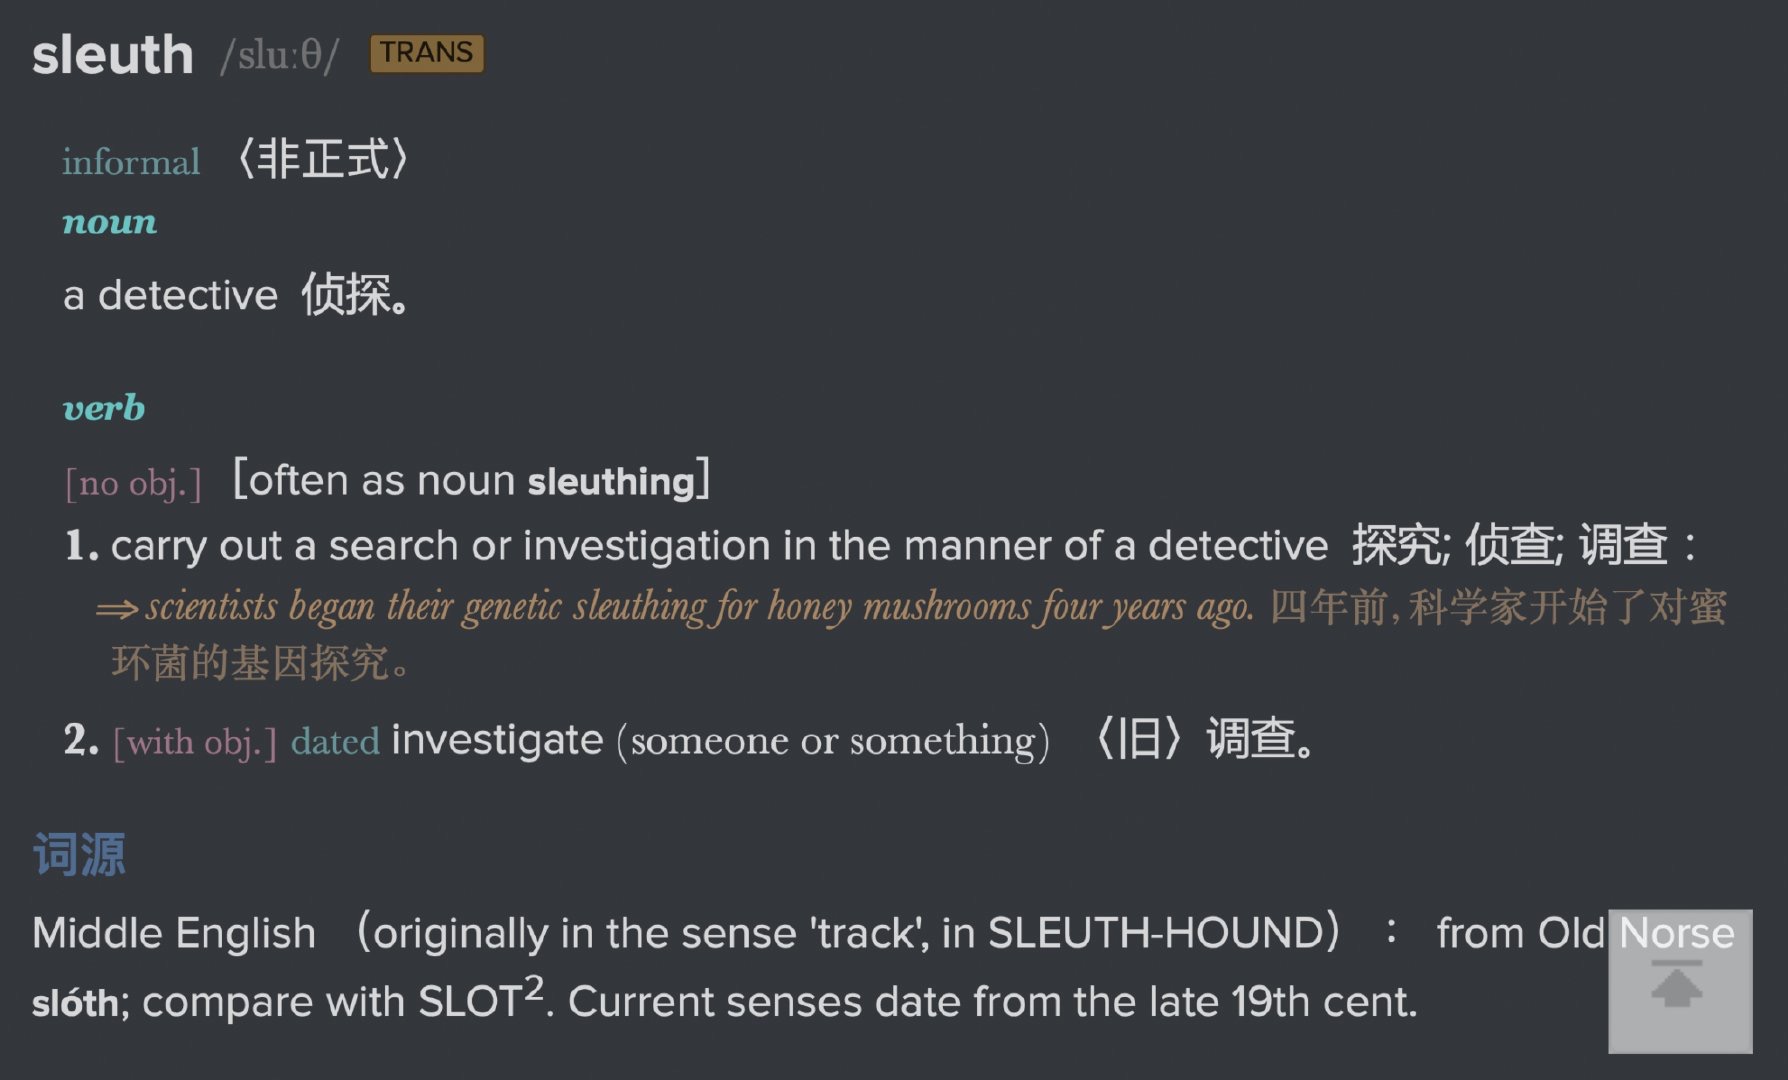 sleuth /sluːθ/ TRANS
informal 〈非正式〉
noun
a detective 侦探。
verb
[no obj.] [often as noun sleuthing]
1. carry out a search or investigation in the manner of a detective 探究; 侦查; 调查：
⇒scientists began their genetic sleuthing for honey mushrooms four years ago. 四年前, 科学家开始了对蜜
环菌的基因探究。
2. [with obj.] dated investigate (someone or something) 〈旧〉调查。
词源
Middle English （originally in the sense 'track', in SLEUTH-HOUND）： from Old Norse
slóth; compare with SLOT². Current senses date from the late 19th cent.